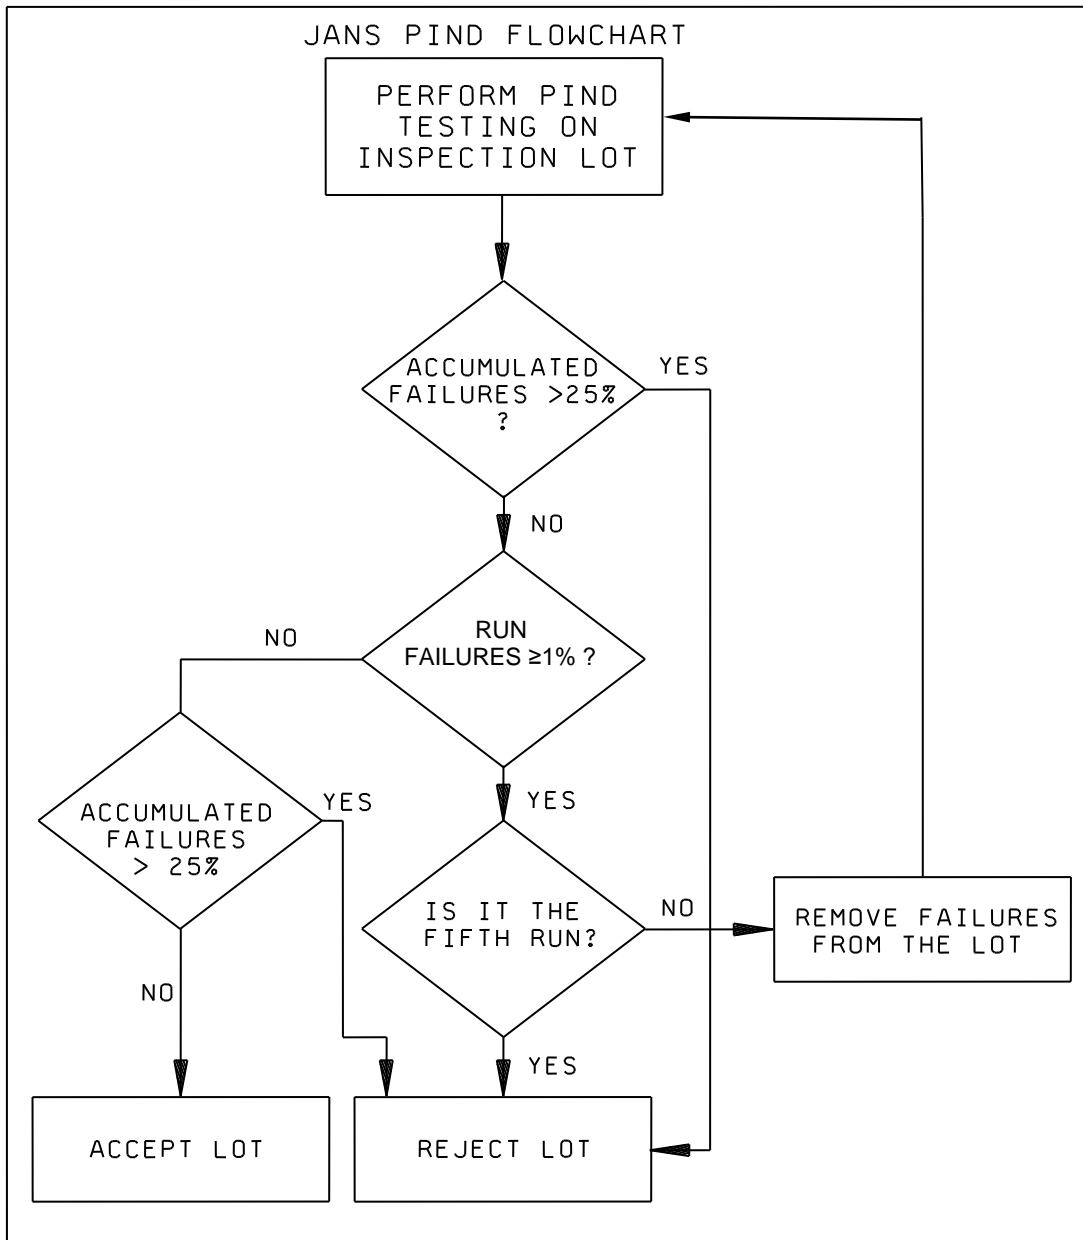 JANS PIND FLOWCHART
PERFORM PIND
TESTING ON
INSPECTION LOT
ACCUMULATED
FAILURES >25%
?
YES
NO
RUN
FAILURES ≥1% ?
NO
YES
ACCUMULATED
FAILURES
> 25%
YES
NO
IS IT THE
FIFTH RUN?
NO
YES
REMOVE FAILURES
FROM THE LOT
ACCEPT LOT
REJECT LOT